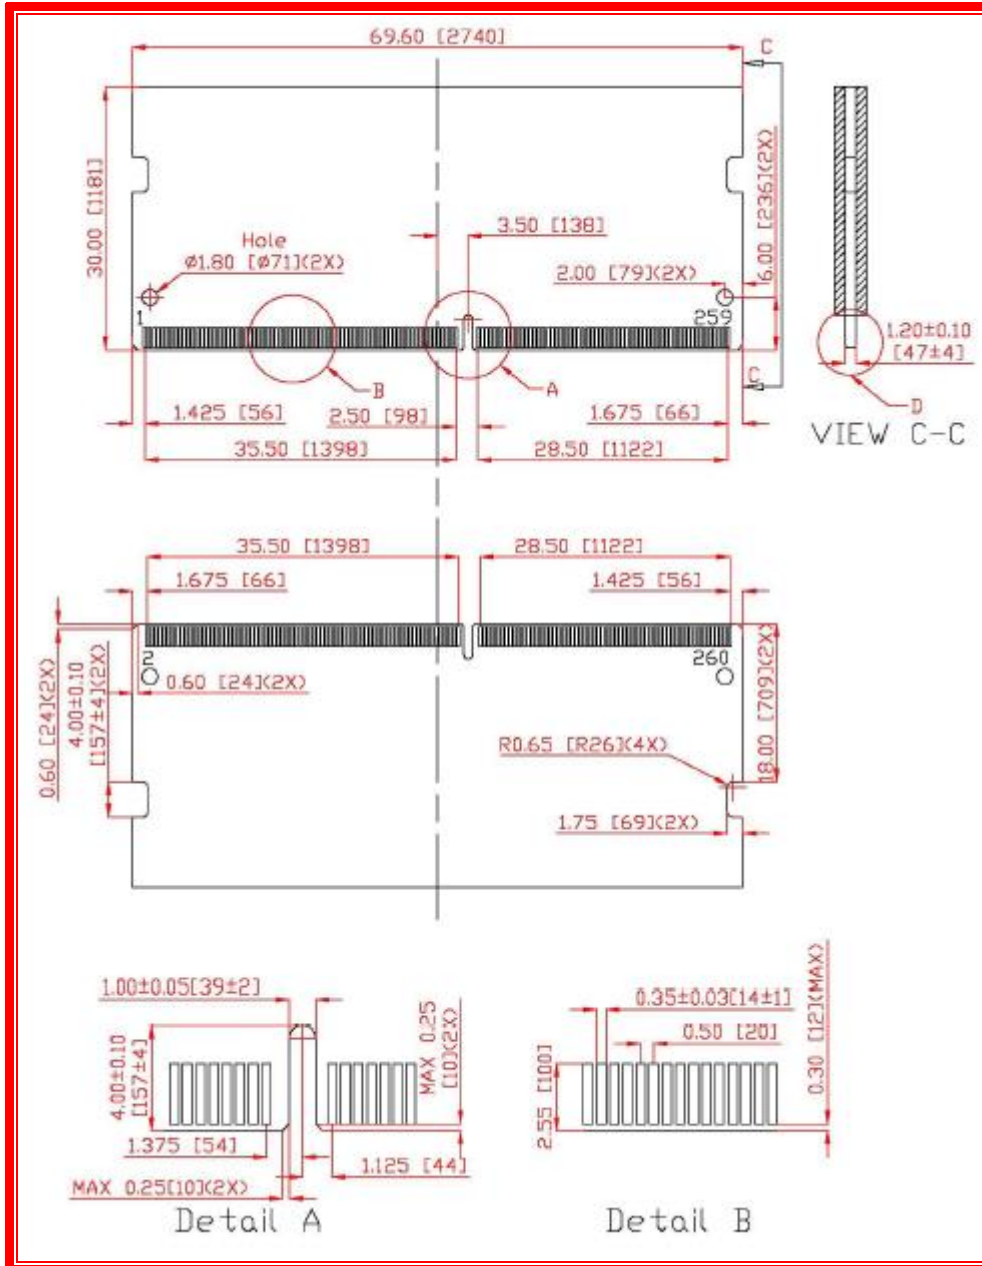 69.60 [2740]
C
30.00 [1181]
3.50 [138]
6.00 [236](2X)
Hole
Ø1.80 [Ø71](2X)
2.00 [79](2X)
1
259
1.20±0.10
[47±4]
B
A
C
D
1.425 [56]
2.50 [98]
1.675 [66]
35.50 [1398]
28.50 [1122]
VIEW C-C
35.50 [1398]
28.50 [1122]
1.675 [66]
1.425 [56]
2
260
0.60 [24](2X)
4.00±0.10
[157±4](2X)
0.60 [24](2X)
18.00 [709](2X)
R0.65 [R26](4X)
1.75 [69](2X)
1.00±0.05[39±2]
4.00±0.10
[157±4]
MAX 0.25
[10](2X)
1.375 [54]
1.125 [44]
MAX 0.25[10](2X)
Detail A
0.35±0.03[14±1]
0.50 [20]
2.55 [100]
0.30 [12](MAX)
Detail B